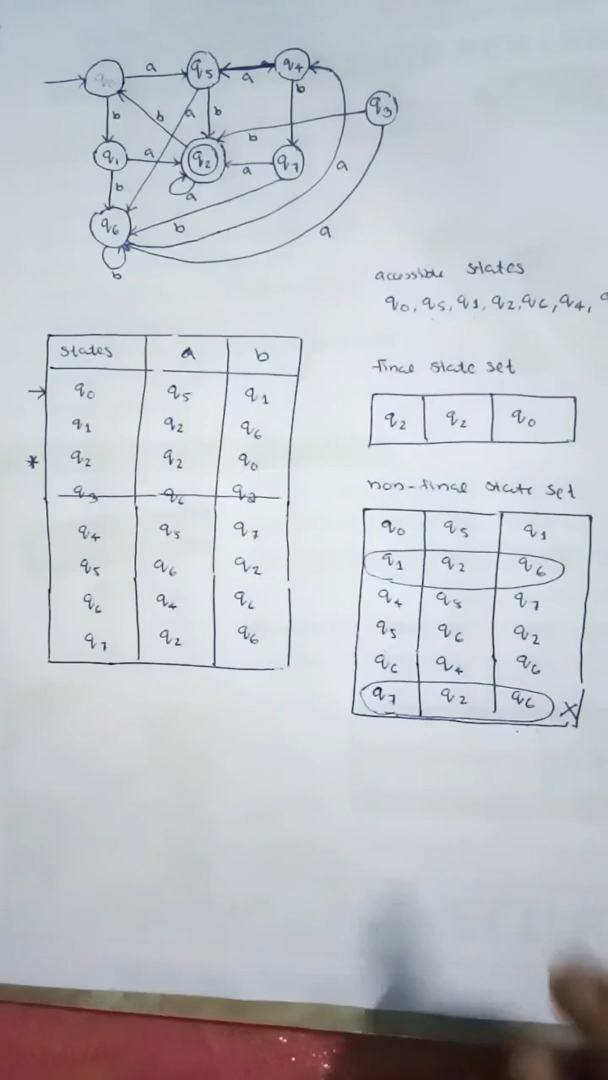 q0 a q5 a q4
b b a b b q3
b
q1 a q2 a q7
b a b a
q6 a
b
acessible states
q0, q5, q1, q2, q6, q4, q
states a b
→ q0 q5 q1
q1 q2 q6
* q2 q2 q0
q3 q6 q2
q4 q5 q7
q5 q6 q2
q6 q4 q6
q7 q2 q6
final state set
q2 q2 q0
non-final state set
q0 q5 q1
q1 q2 q6
q4 q5 q7
q5 q6 q2
q6 q4 q6
q7 q2 q6 X